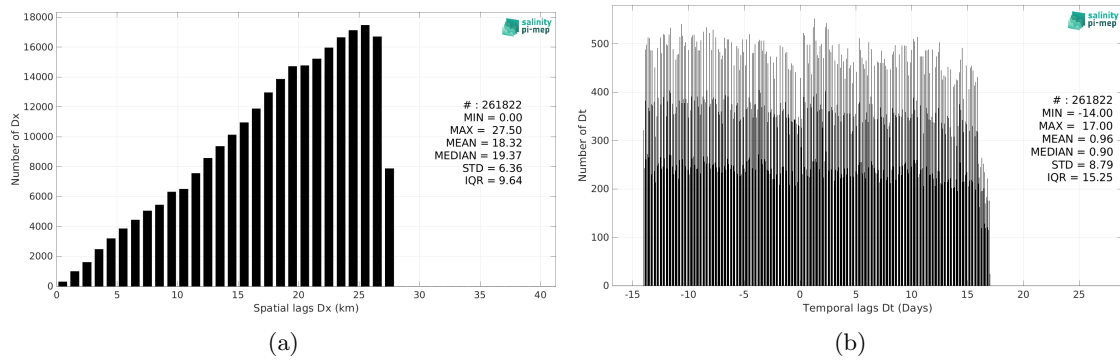 18000
16000
14000
12000
10000
8000
6000
4000
2000
0
Number of Dx
0 5 10 15 20 25 30 35 40
Spatial lags Dx (km)
salinity
pi-mep
# : 261822
MIN = 0.00
MAX = 27.50
MEAN = 18.32
MEDIAN = 19.37
STD = 6.36
IQR = 9.64
(a)
500
400
300
200
100
0
Number of Dt
-15 -10 -5 0 5 10 15 20 25
Temporal lags Dt (Days)
salinity
pi-mep
# : 261822
MIN = -14.00
MAX = 17.00
MEAN = 0.96
MEDIAN = 0.90
STD = 8.79
IQR = 15.25
(b)